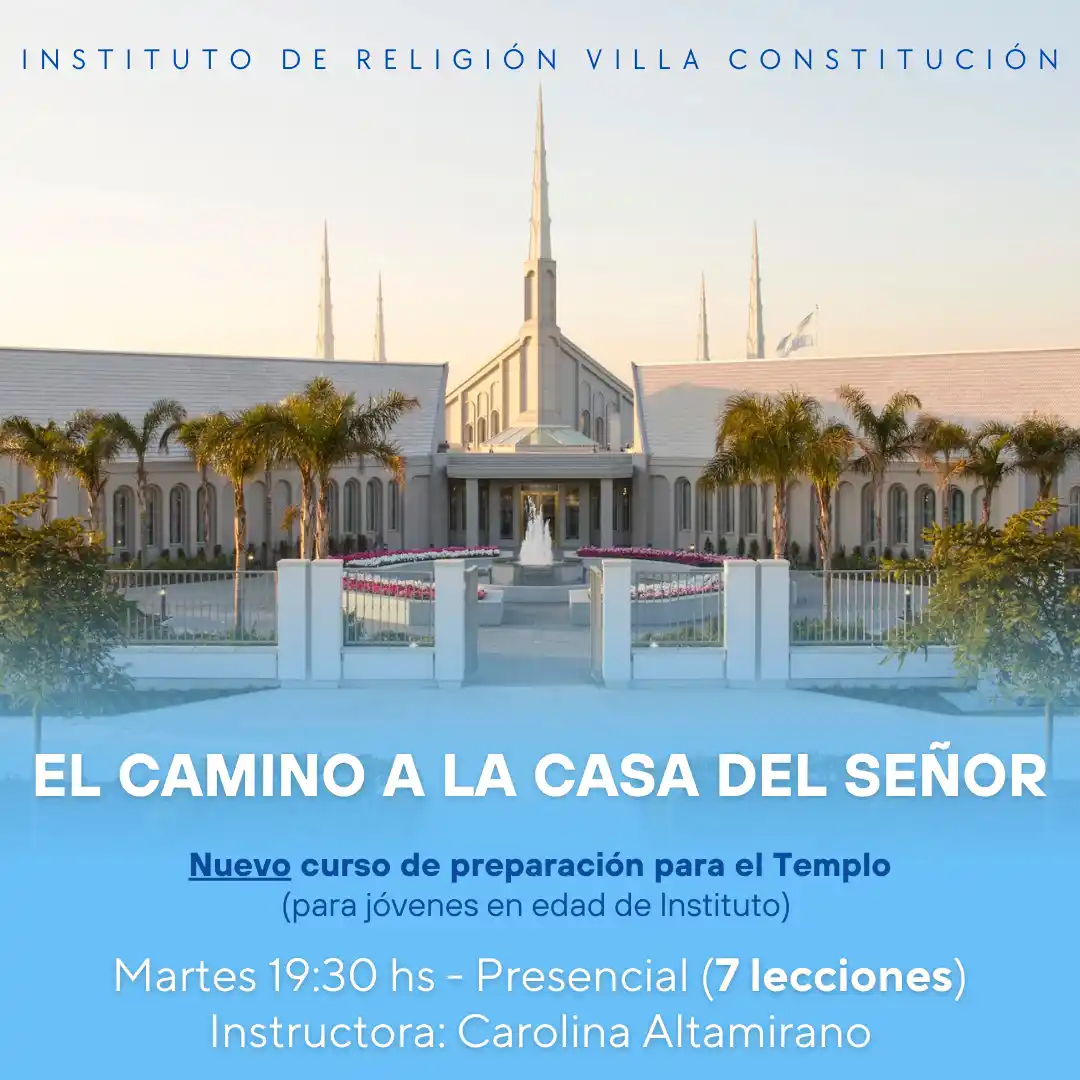 INSTITUTO DE RELIGIÓN VILLA CONSTITUCIÓN
EL CAMINO A LA CASA DEL SEÑOR
Nuevo curso de preparación para el Templo
(para jóvenes en edad de Instituto)
Martes 19:30 hs - Presencial (7 lecciones)
Instructora: Carolina Altamirano